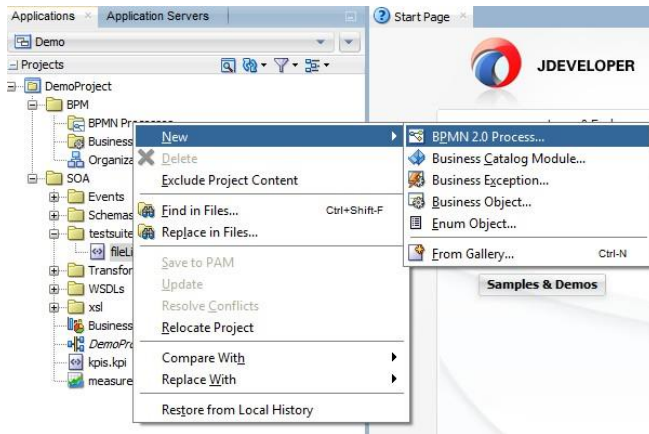 Applications
Application Servers
Start Page
Demo
Projects
DemoProject
BPM
BPMN Processes
Business
Organiza
SOA
Events
Schemas
testsuite
fileLi
Transfor
WSDLs
xsl
Business
DemoPro
kpis.kpi
measure
New
Delete
Exclude Project Content
Find in Files... Ctrl+Shift-F
Replace in Files...
Save to PAM
Update
Resolve Conflicts
Relocate Project
Compare With
Replace With
Restore from Local History
JDEVELOPER
BPMN 2.0 Process...
Business Catalog Module...
Business Exception...
Business Object...
Enum Object...
From Gallery... Ctrl-N
Samples & Demos